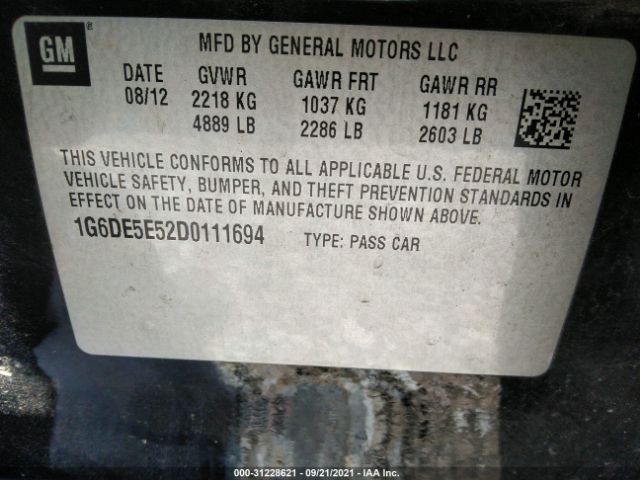 GM
MFD BY GENERAL MOTORS LLC
DATE GVWR GAWR FRT GAWR RR
08/12 2218 KG 1037 KG 1181 KG
4889 LB 2286 LB 2603 LB
THIS VEHICLE CONFORMS TO ALL APPLICABLE U.S. FEDERAL MOTOR
VEHICLE SAFETY, BUMPER, AND THEFT PREVENTION STANDARDS IN
EFFECT ON THE DATE OF MANUFACTURE SHOWN ABOVE.
1G6DE5E52D0111694 TYPE: PASS CAR
000-31228621 - 09/21/2021 - IAA Inc.